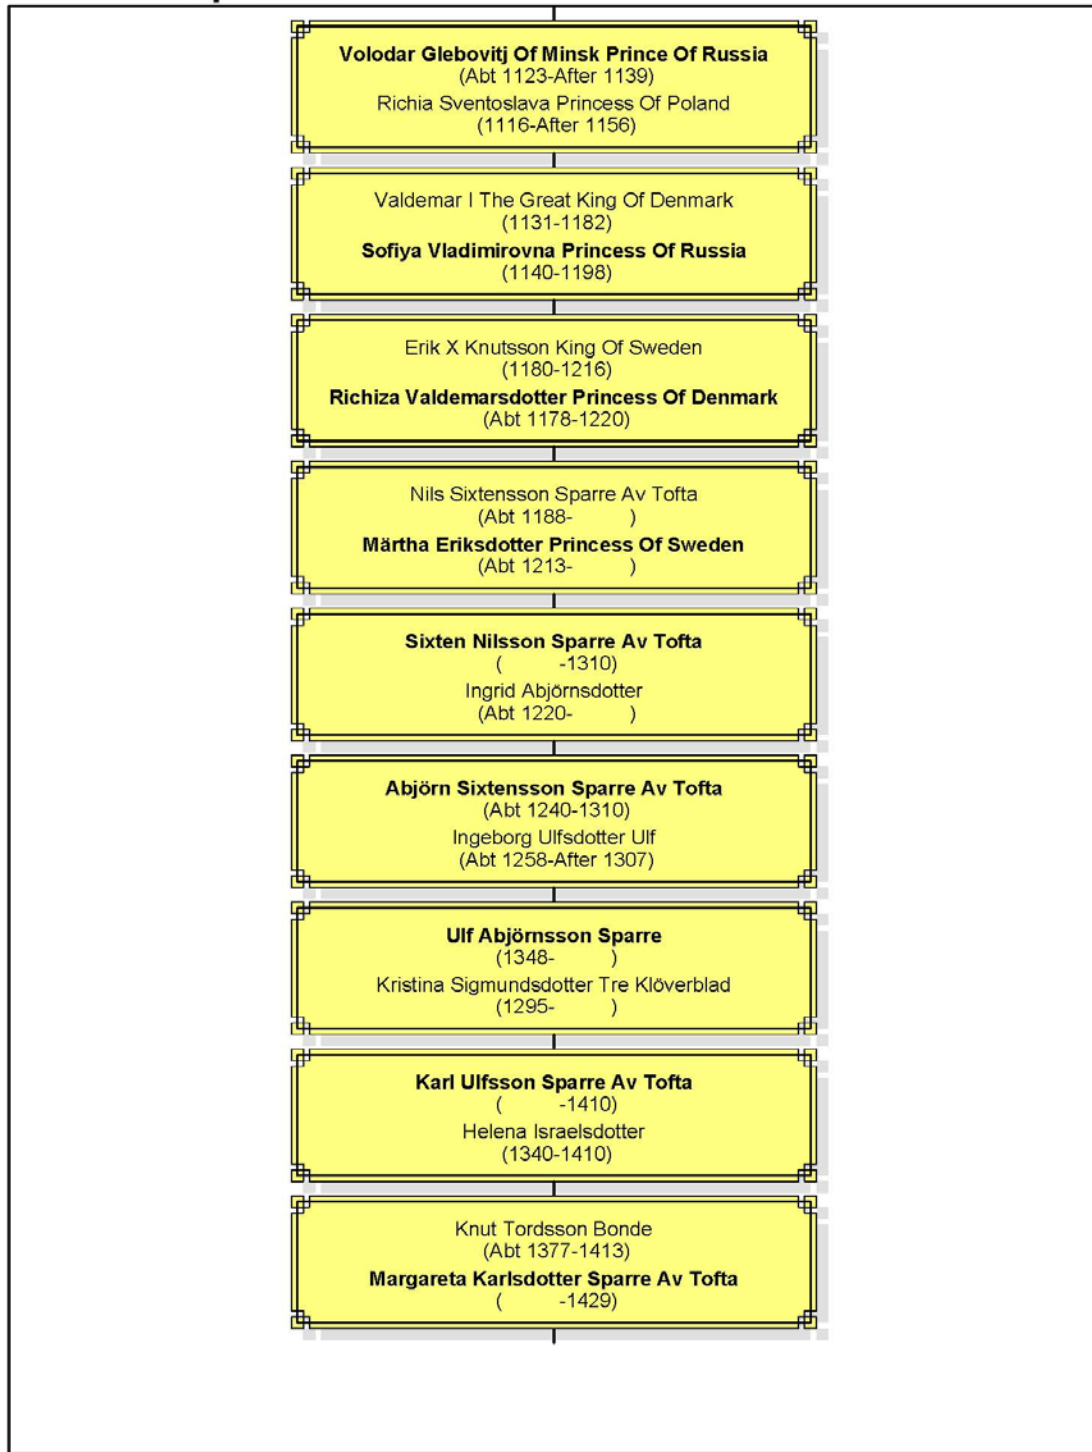 Volodar Glebovitj Of Minsk Prince Of Russia
(Abt 1123-After 1139)
Richia Sventoslava Princess Of Poland
(1116-After 1156)
Valdemar I The Great King Of Denmark
(1131-1182)
Sofiya Vladimirovna Princess Of Russia
(1140-1198)
Erik X Knutsson King Of Sweden
(1180-1216)
Richiza Valdemarsdotter Princess Of Denmark
(Abt 1178-1220)
Nils Sixtensson Sparre Av Tofta
(Abt 1188- )
Märtha Eriksdotter Princess Of Sweden
(Abt 1213- )
Sixten Nilsson Sparre Av Tofta
( -1310)
Ingrid Abjörnsdotter
(Abt 1220- )
Abjörn Sixtensson Sparre Av Tofta
(Abt 1240-1310)
Ingeborg Ulfsdotter Ulf
(Abt 1258-After 1307)
Ulf Abjörnsson Sparre
(1348- )
Kristina Sigmundsdotter Tre Klöverblad
(1295- )
Karl Ulfsson Sparre Av Tofta
( -1410)
Helena Israelsdotter
(1340-1410)
Knut Tordsson Bonde
(Abt 1377-1413)
Margareta Karlsdotter Sparre Av Tofta
( -1429)